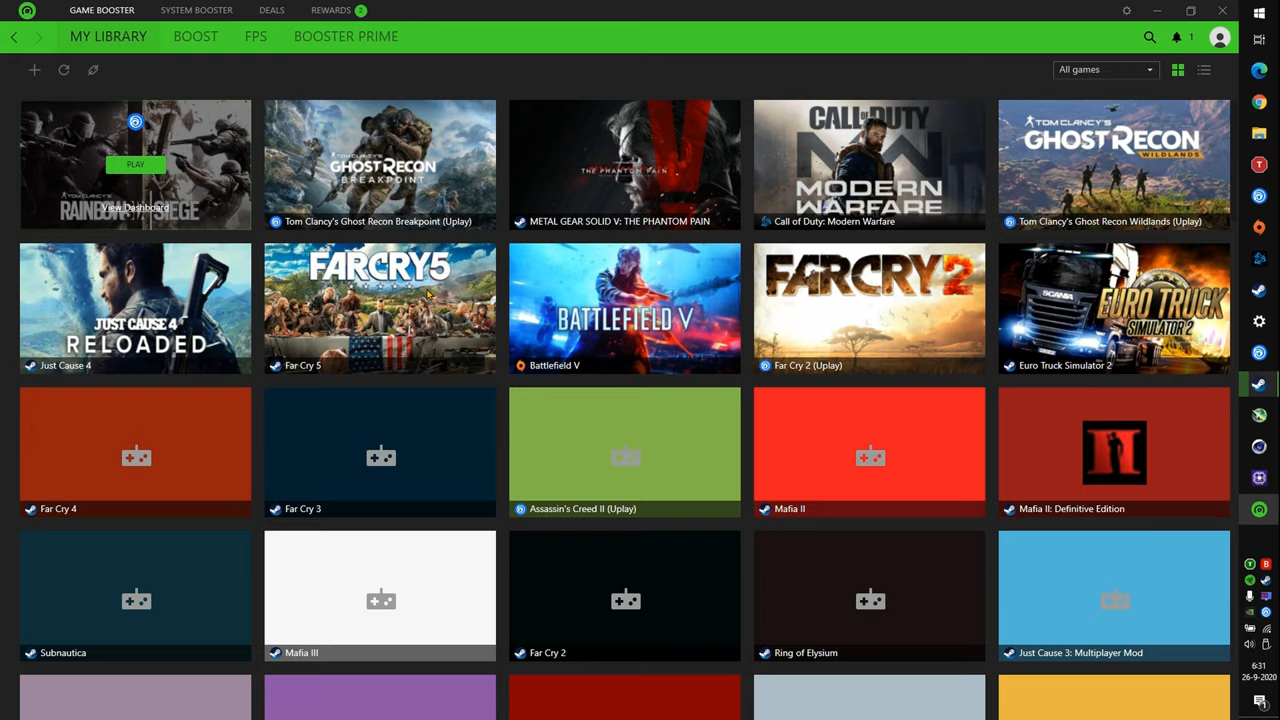 GAME BOOSTER SYSTEM BOOSTER DEALS REWARDS 2
MY LIBRARY BOOST FPS BOOSTER PRIME 1
All games
PLAY
View Dashboard
RAINBOW SIEGE
TOM CLANCY'S
GHOST RECON
BREAKPOINT
Tom Clancy's Ghost Recon Breakpoint (Uplay)
V
THE PHANTOM PAIN
METAL GEAR SOLID V: THE PHANTOM PAIN
CALL OF DUTY
MODERN
WARFARE
Call of Duty: Modern Warfare
TOM CLANCY'S
GHOST RECON
WILDLANDS
Tom Clancy's Ghost Recon Wildlands (Uplay)
JUST CAUSE 4
RELOADED
Just Cause 4
FARCRY5
Far Cry 5
BATTLEFIELD V
Battlefield V
FARCRY2
Far Cry 2 (Uplay)
SCANIA
EURO TRUCK
SIMULATOR 2
Euro Truck Simulator 2
Far Cry 4
Far Cry 3
Assassin's Creed II (Uplay)
Mafia II
II
Mafia II: Definitive Edition
Subnautica
Mafia III
Far Cry 2
Ring of Elysium
Just Cause 3: Multiplayer Mod
6:31
26-9-2020
1